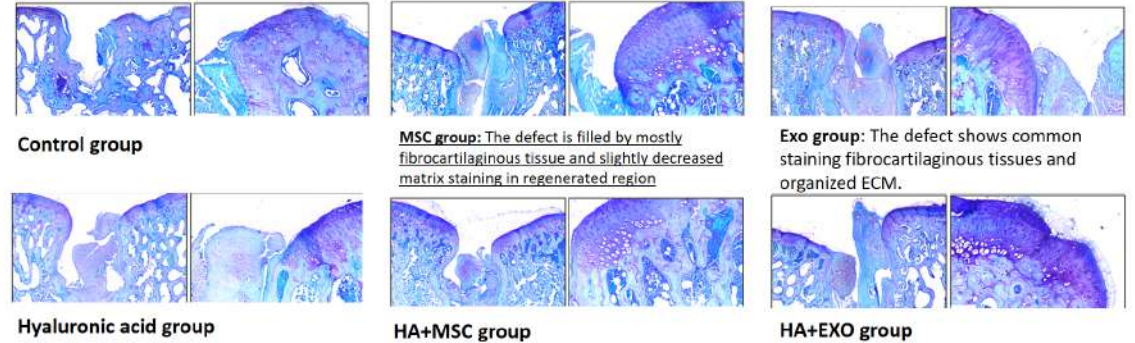 Control group
MSC group: The defect is filled by mostly
fibrocartilaginous tissue and slightly decreased
matrix staining in regenerated region
Exo group: The defect shows common
staining fibrocartilaginous tissues and
organized ECM.
Hyaluronic acid group
HA+MSC group
HA+EXO group